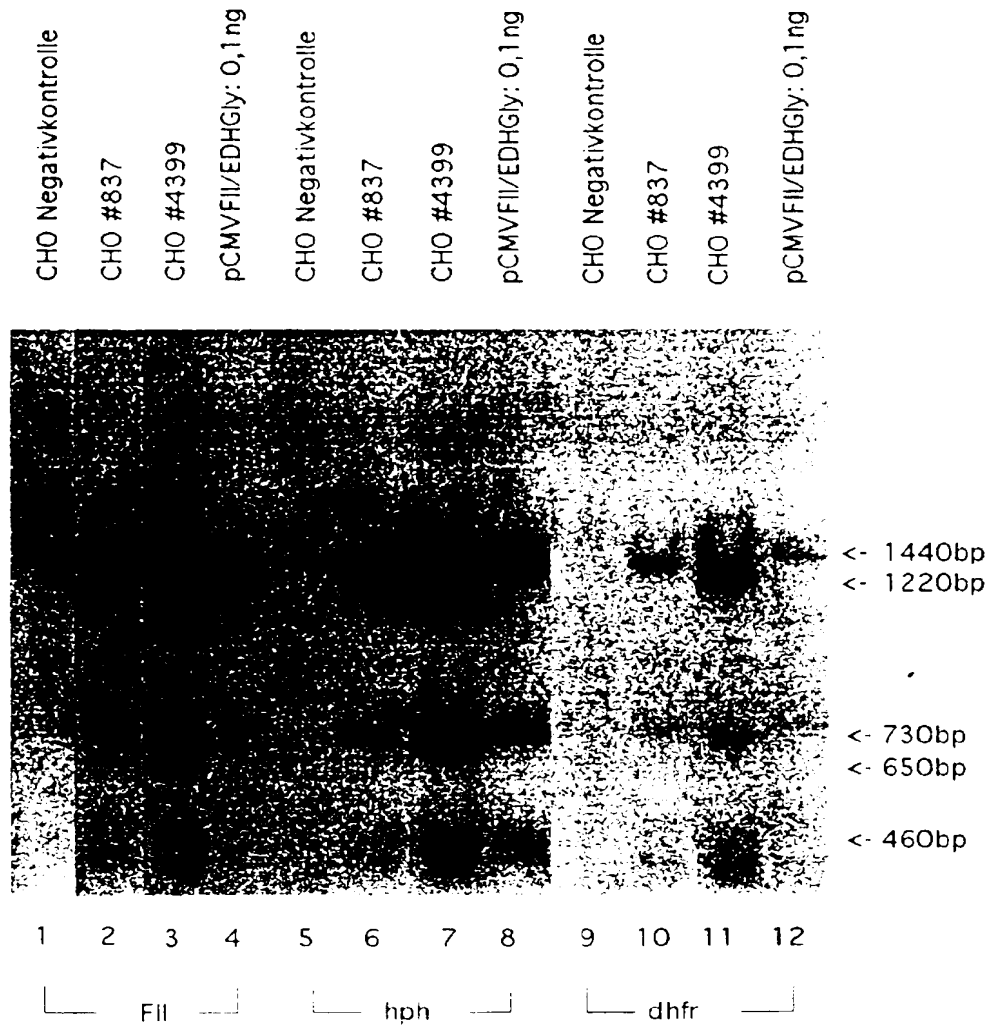 CHO Negativkontrolle
CHO #837
CHO #4399
pCMVFII/EDHGly: 0,1ng
CHO Negativkontrolle
CHO #837
CHO #4399
pCMVFII/EDHGly: 0,1ng
CHO Negativkontrolle
CHO #837
CHO #4399
pCMVFII/EDHGly: 0,1ng
<- 1440bp
<- 1220bp
<- 730bp
<- 650bp
<- 460bp
1 2 3 4 5 6 7 8 9 10 11 12
FII hph dhfr